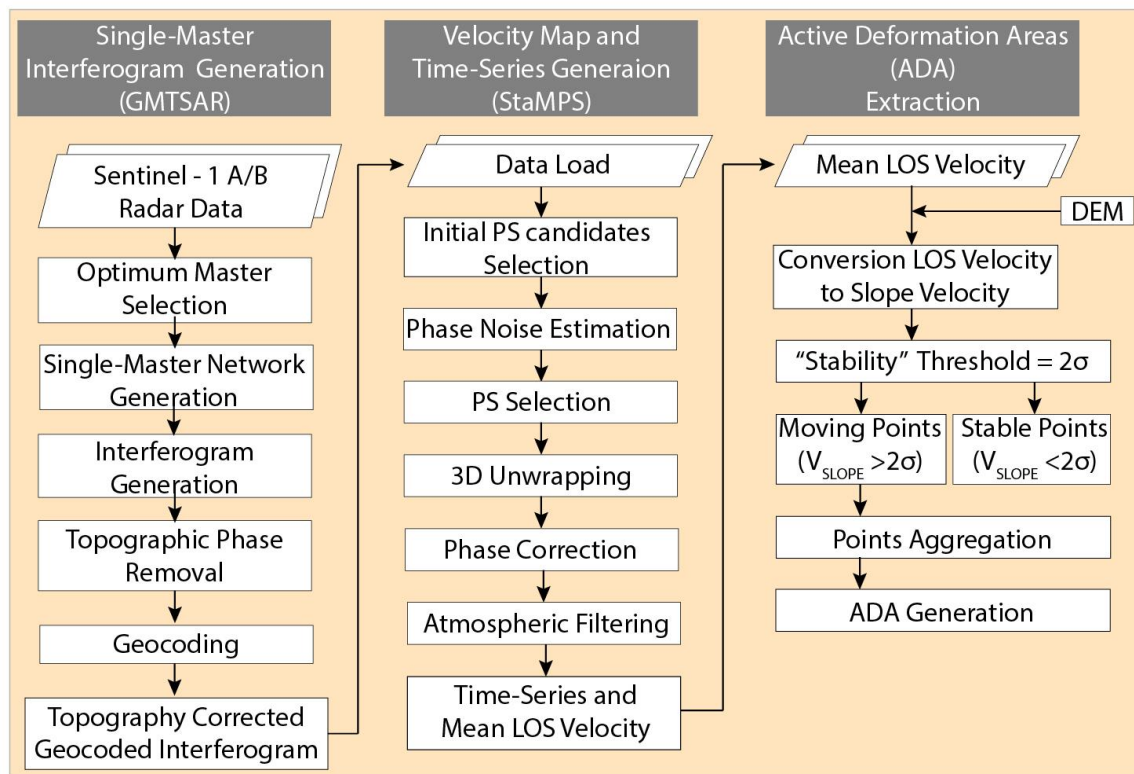 Single-Master
Interferogram Generation
(GMTSAR)
Sentinel - 1 A/B
Radar Data
Optimum Master
Selection
Single-Master Network
Generation
Interferogram
Generation
Topographic Phase
Removal
Geocoding
Topography Corrected
Geocoded Interferogram
Velocity Map and
Time-Series Generaion
(StaMPS)
Data Load
Initial PS candidates
Selection
Phase Noise Estimation
PS Selection
3D Unwrapping
Phase Correction
Atmospheric Filtering
Time-Series and
Mean LOS Velocity
Active Deformation Areas
(ADA)
Extraction
Mean LOS Velocity
DEM
Conversion LOS Velocity
to Slope Velocity
“Stability” Threshold = 2σ
Moving Points
(VSLOPE >2σ)
Stable Points
(VSLOPE <2σ)
Points Aggregation
ADA Generation